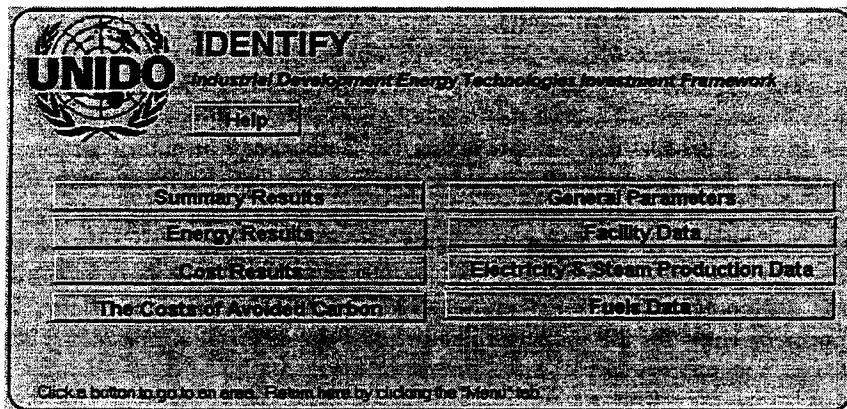 UNIDO
IDENTIFY
Industrial Development Energy Technologies Investment Framework
Help
Summary Results
General Parameters
Energy Results
Facility Data
Cost Results
Electricity & Steam Production Data
The Costs of Avoided Carbon
Fuels Data
Click a button to go to an area. Return here by clicking the "Menu" tab.